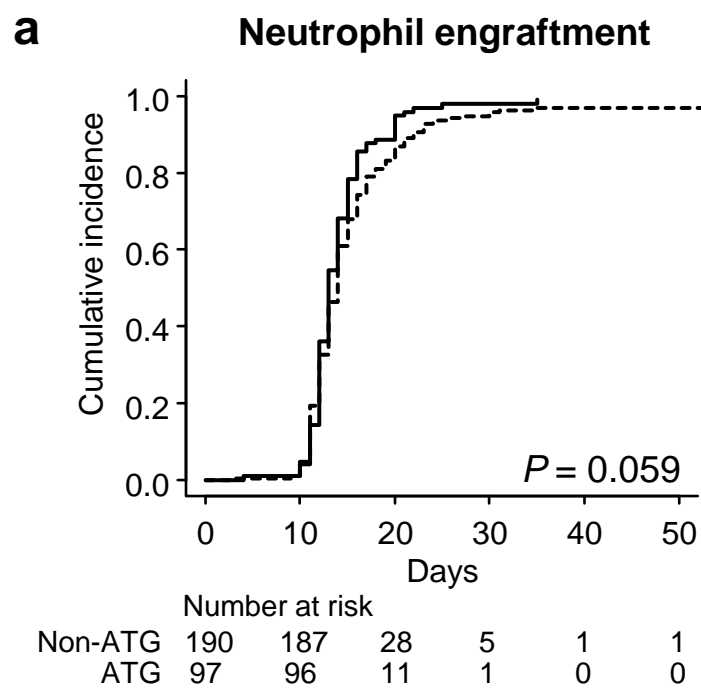 a
Neutrophil engraftment
Cumulative incidence
1.0
0.8
0.6
0.4
0.2
0.0
P = 0.059
0 10 20 30 40 50
Days
Number at risk
Non-ATG 190 187 28 5 1 1
ATG 97 96 11 1 0 0